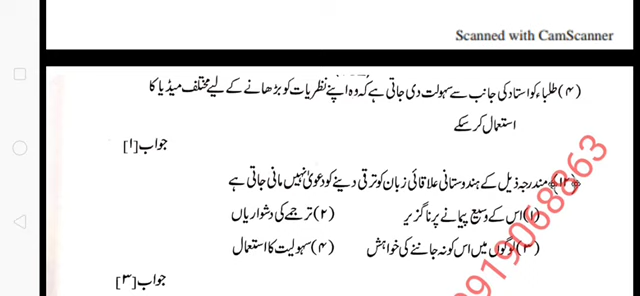 Scanned with CamScanner
(۴) طلباء کو استاد کی جانب سے سہولت دی جاتی ہے کہ وہ اپنے نظریات کو بڑھانے کے لیے مختلف میڈیا کا
استعمال کر سکے
جواب [۱]
﴿۱۲﴾ مندرجہ ذیل کے ہندوستانی علاقائی زبان کو ترقی دینے کو دعویٰ نہیں مانی جاتی ہے
(۱) اس کے وسیع پیمانے پر ناگزیر (۲) ترجمے کی دشواریاں
(۳) لوگوں میں اس کو نہ جاننے کی خواہش (۴) سہولیت کا استعمال
جواب [۳]
9919068863